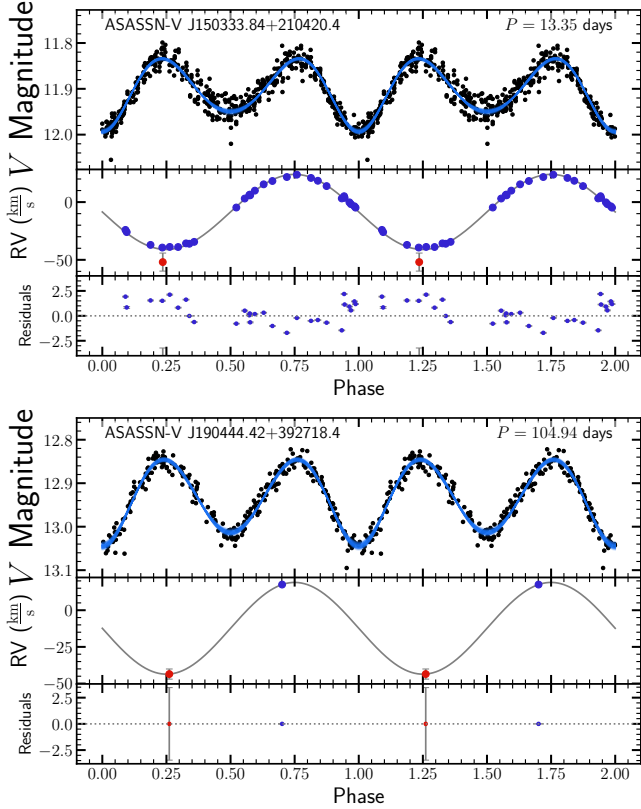 ASASSN-V J150333.84+210420.4 P = 13.35 days
11.8
11.9
12.0
V Magnitude
0
−50
RV (km/s)
2.5
0.0
−2.5
Residuals
0.00 0.25 0.50 0.75 1.00 1.25 1.50 1.75 2.00
Phase
ASASSN-V J190444.42+392718.4 P = 104.94 days
12.8
12.9
13.0
13.1
V Magnitude
0
−25
−50
RV (km/s)
2.5
0.0
−2.5
Residuals
0.00 0.25 0.50 0.75 1.00 1.25 1.50 1.75 2.00
Phase